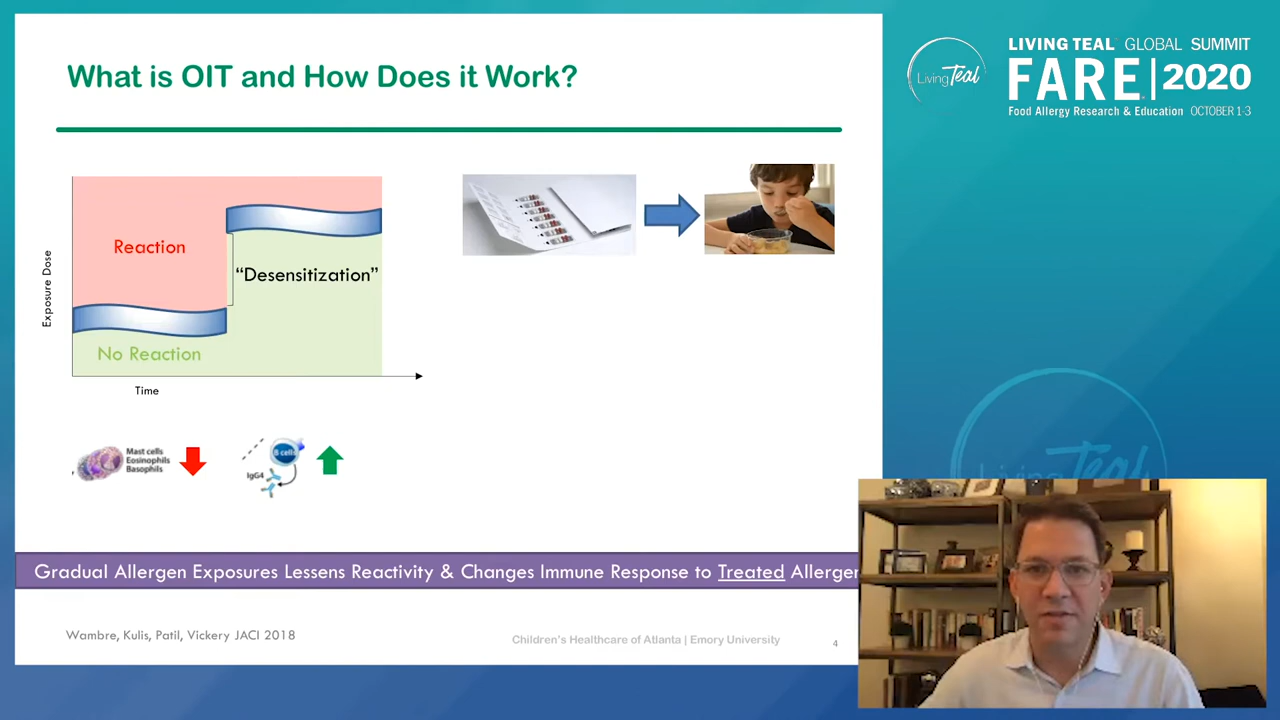 What is OIT and How Does it Work?
LIVING TEAL GLOBAL SUMMIT
Living Teal
FARE | 2020
Food Allergy Research & Education OCTOBER 1-3
Exposure Dose
Reaction
“Desensitization”
No Reaction
Time
Mast cells
Eosinophils
Basophils
B cells
IgG4
Living Teal
Gradual Allergen Exposures Lessens Reactivity & Changes Immune Response to Treated Allergen
Wambre, Kulis, Patil, Vickery JACI 2018
Children's Healthcare of Atlanta | Emory University
4